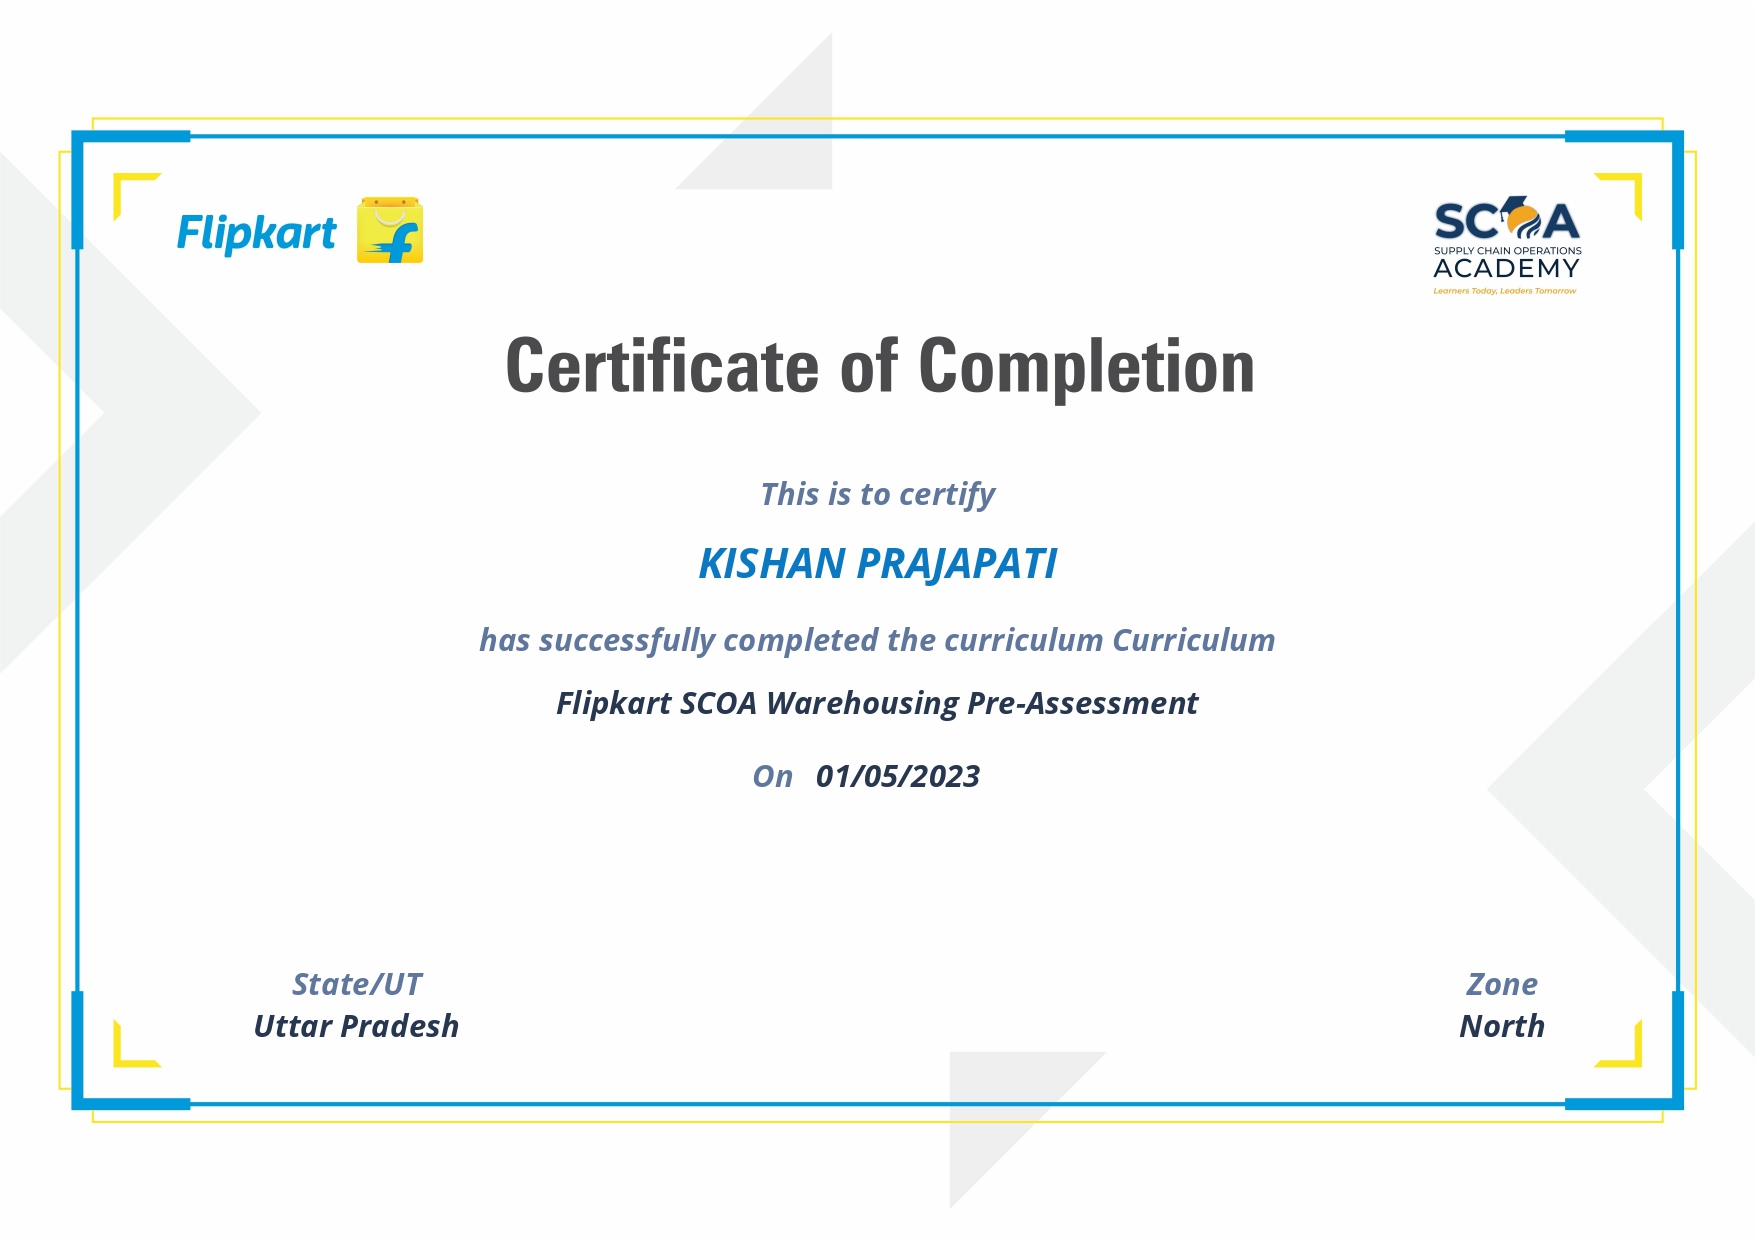 Flipkart
SCOA
SUPPLY CHAIN OPERATIONS
ACADEMY
Learners Today, Leaders Tomorrow
Certificate of Completion
This is to certify
KISHAN PRAJAPATI
has successfully completed the curriculum Curriculum
Flipkart SCOA Warehousing Pre-Assessment
On 01/05/2023
State/UT
Uttar Pradesh
Zone
North